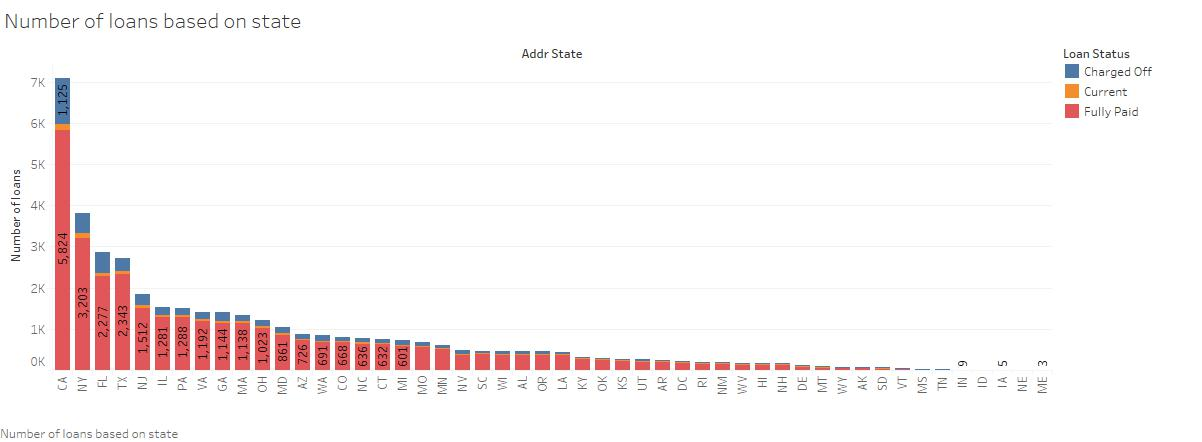 Number of loans based on state
Addr State
Loan Status
Charged Off
Current
Fully Paid
Number of loans
7K
6K
5K
4K
3K
2K
1K
0K
1,125
5,824
3,203
2,277
2,343
1,512
1,281
1,288
1,192
1,144
1,138
1,023
861
726
691
668
636
632
601
9
5
3
CA NY FL TX NJ IL PA VA GA MA OH MD AZ WA CO NC CT MI MO MN NV SC WI AL OR LA KY OK KS UT AR DC RI NM WV HI NH DE MT WY AK SD VT MS TN IN ID IA NE ME
Number of loans based on state